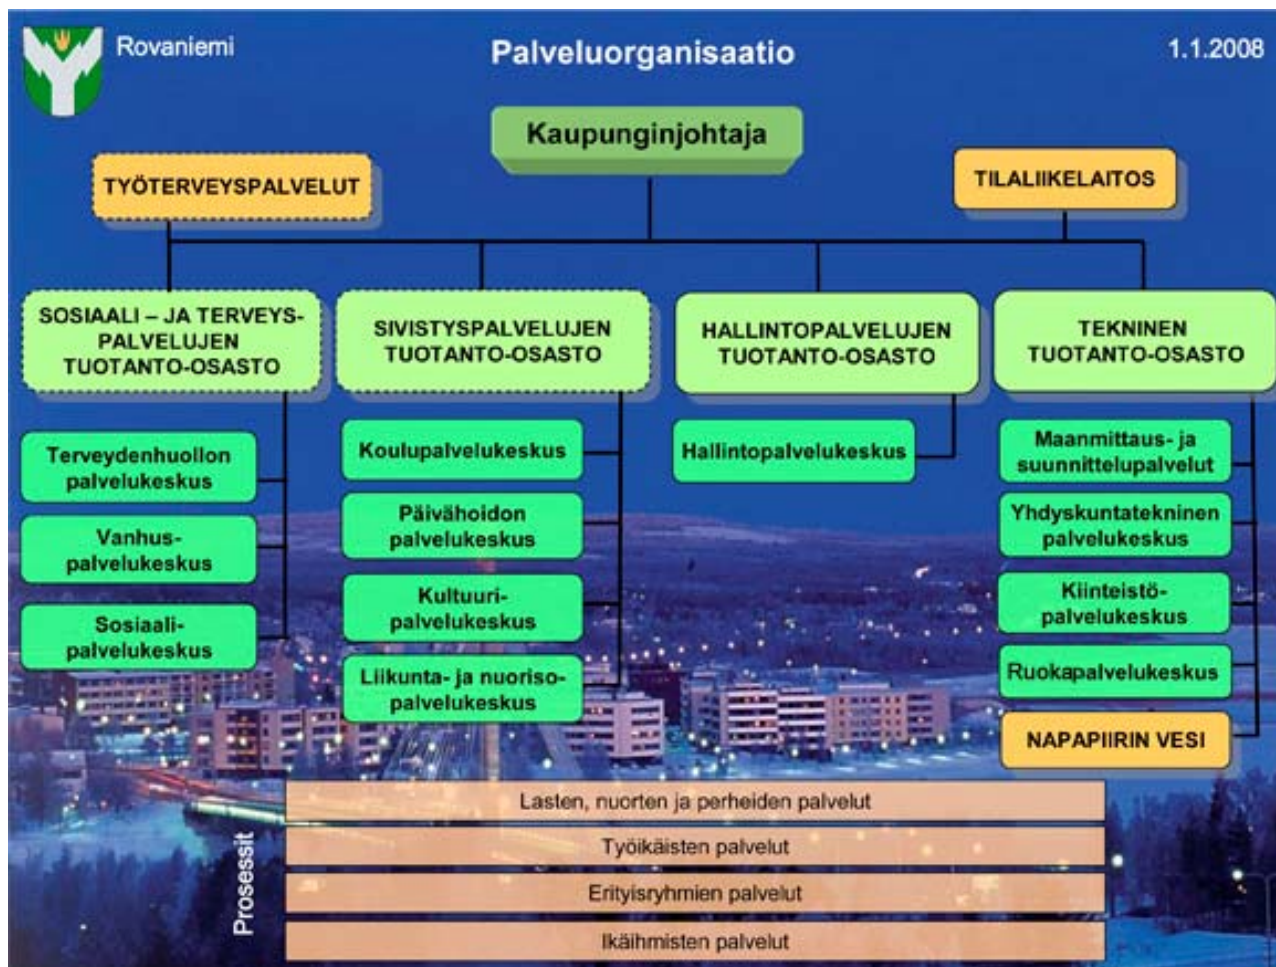 Rovaniemi
Palveluorganisaatio
1.1.2008
Kaupunginjohtaja
TYÖTERVEYSPALVELUT
TILALIIKELAITOS
SOSIAALI – JA TERVEYS-
PALVELUJEN
TUOTANTO-OSASTO
SIVISTYSPALVELUJEN
TUOTANTO-OSASTO
HALLINTOPALVELUJEN
TUOTANTO-OSASTO
TEKNINEN
TUOTANTO-OSASTO
Terveydenhuollon
palvelukeskus
Vanhus-
palvelukeskus
Sosiaali-
palvelukeskus
Koulupalvelukeskus
Päivähoidon
palvelukeskus
Kultuuri-
palvelukeskus
Liikunta- ja nuoriso-
palvelukeskus
Hallintopalvelukeskus
Maanmittaus- ja
suunnittelupalvelut
Yhdyskuntatekninen
palvelukeskus
Kiinteistö-
palvelukeskus
Ruokapalvelukeskus
NAPAPIIRIN VESI
Prosessit
Lasten, nuorten ja perheiden palvelut
Työikäisten palvelut
Erityisryhmien palvelut
Ikäihmisten palvelut